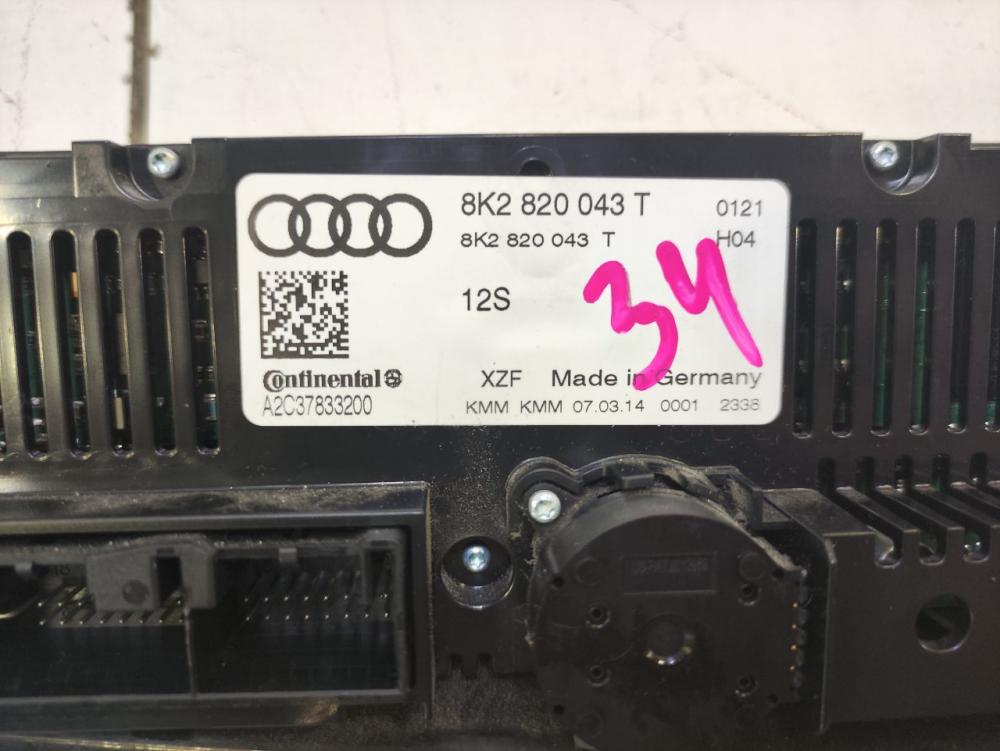 8K2 820 043 T 0121
8K2 820 043 T H04
12S
34
Continental
XZF Made in Germany
A2C37833200
KMM KMM 07.03.14 0001 2338